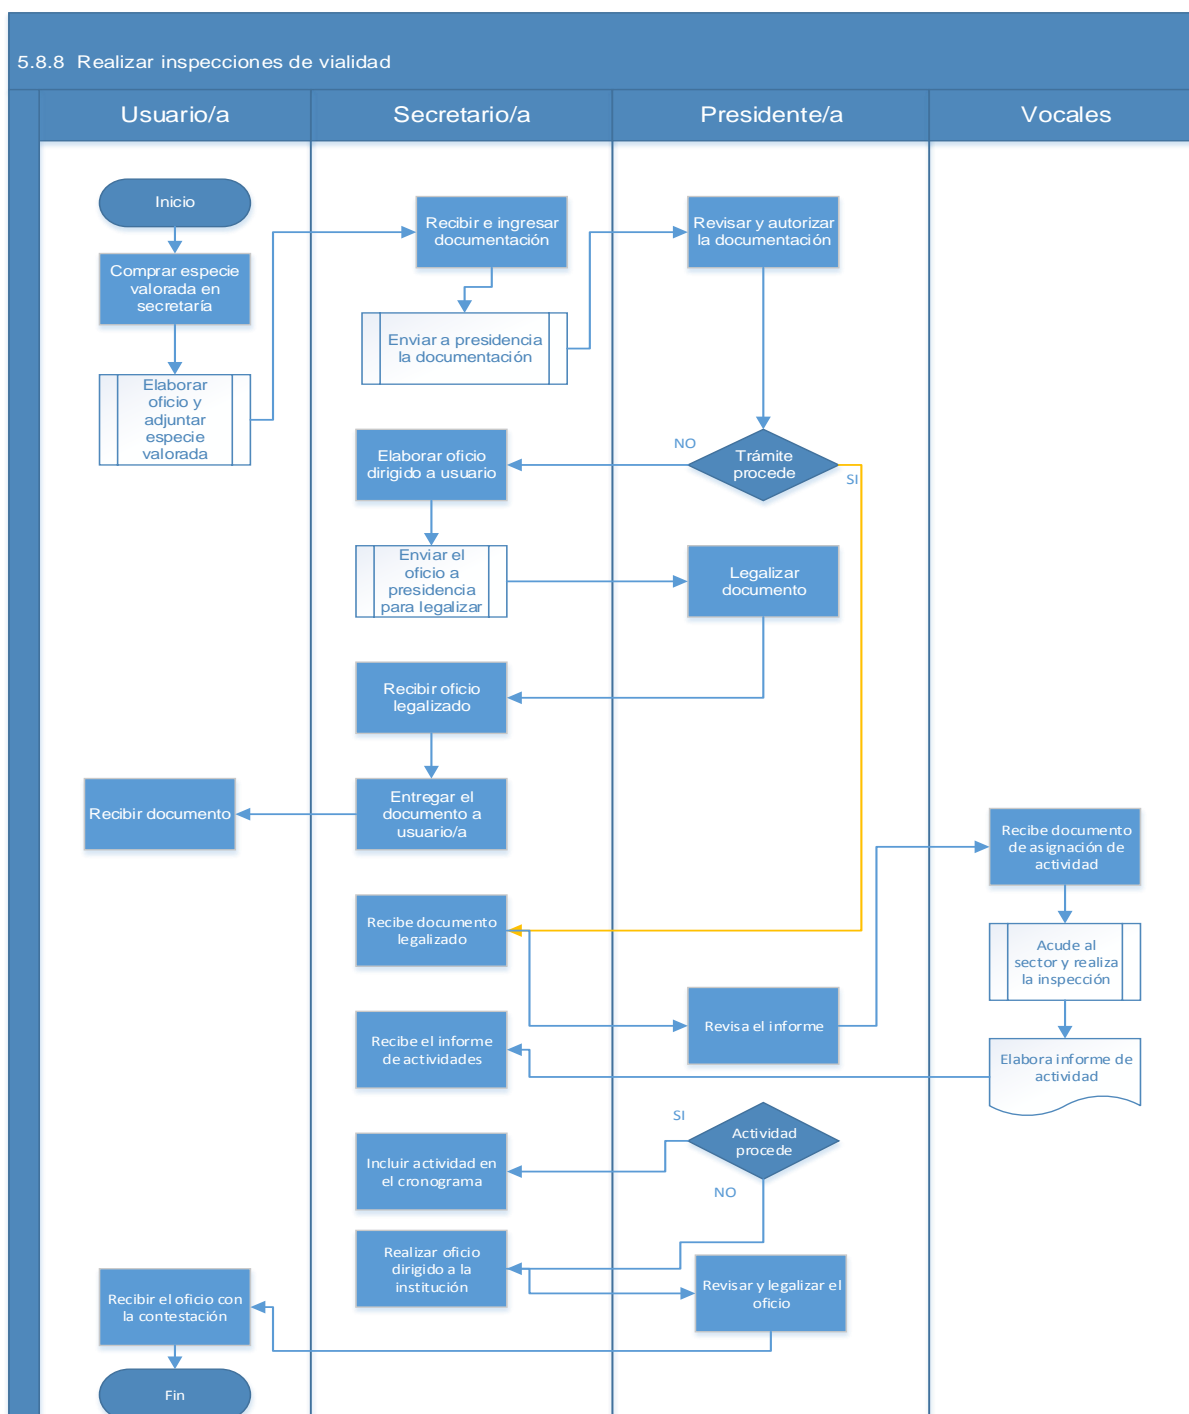 5.8.8 Realizar inspecciones de vialidad
Usuario/a
Secretario/a
Presidente/a
Vocales
Inicio
Comprar especie
valorada en
secretaría
Elaborar
oficio y
adjuntar
especie
valorada
Recibir e ingresar
documentación
Enviar a presidencia
la documentación
Revisar y autorizar
la documentación
Trámite
procede
NO
SI
Elaborar oficio
dirigido a usuario
Enviar el
oficio a
presidencia
para legalizar
Legalizar
documento
Recibir oficio
legalizado
Entregar el
documento a
usuario/a
Recibir documento
Recibe documento
legalizado
Revisa el informe
Recibe documento
de asignación de
actividad
Acude al
sector y realiza
la inspección
Elabora informe de
actividad
Recibe el informe
de actividades
Actividad
procede
SI
NO
Incluir actividad en
el cronograma
Realizar oficio
dirigido a la
institución
Revisar y legalizar el
oficio
Recibir el oficio con
la contestación
Fin